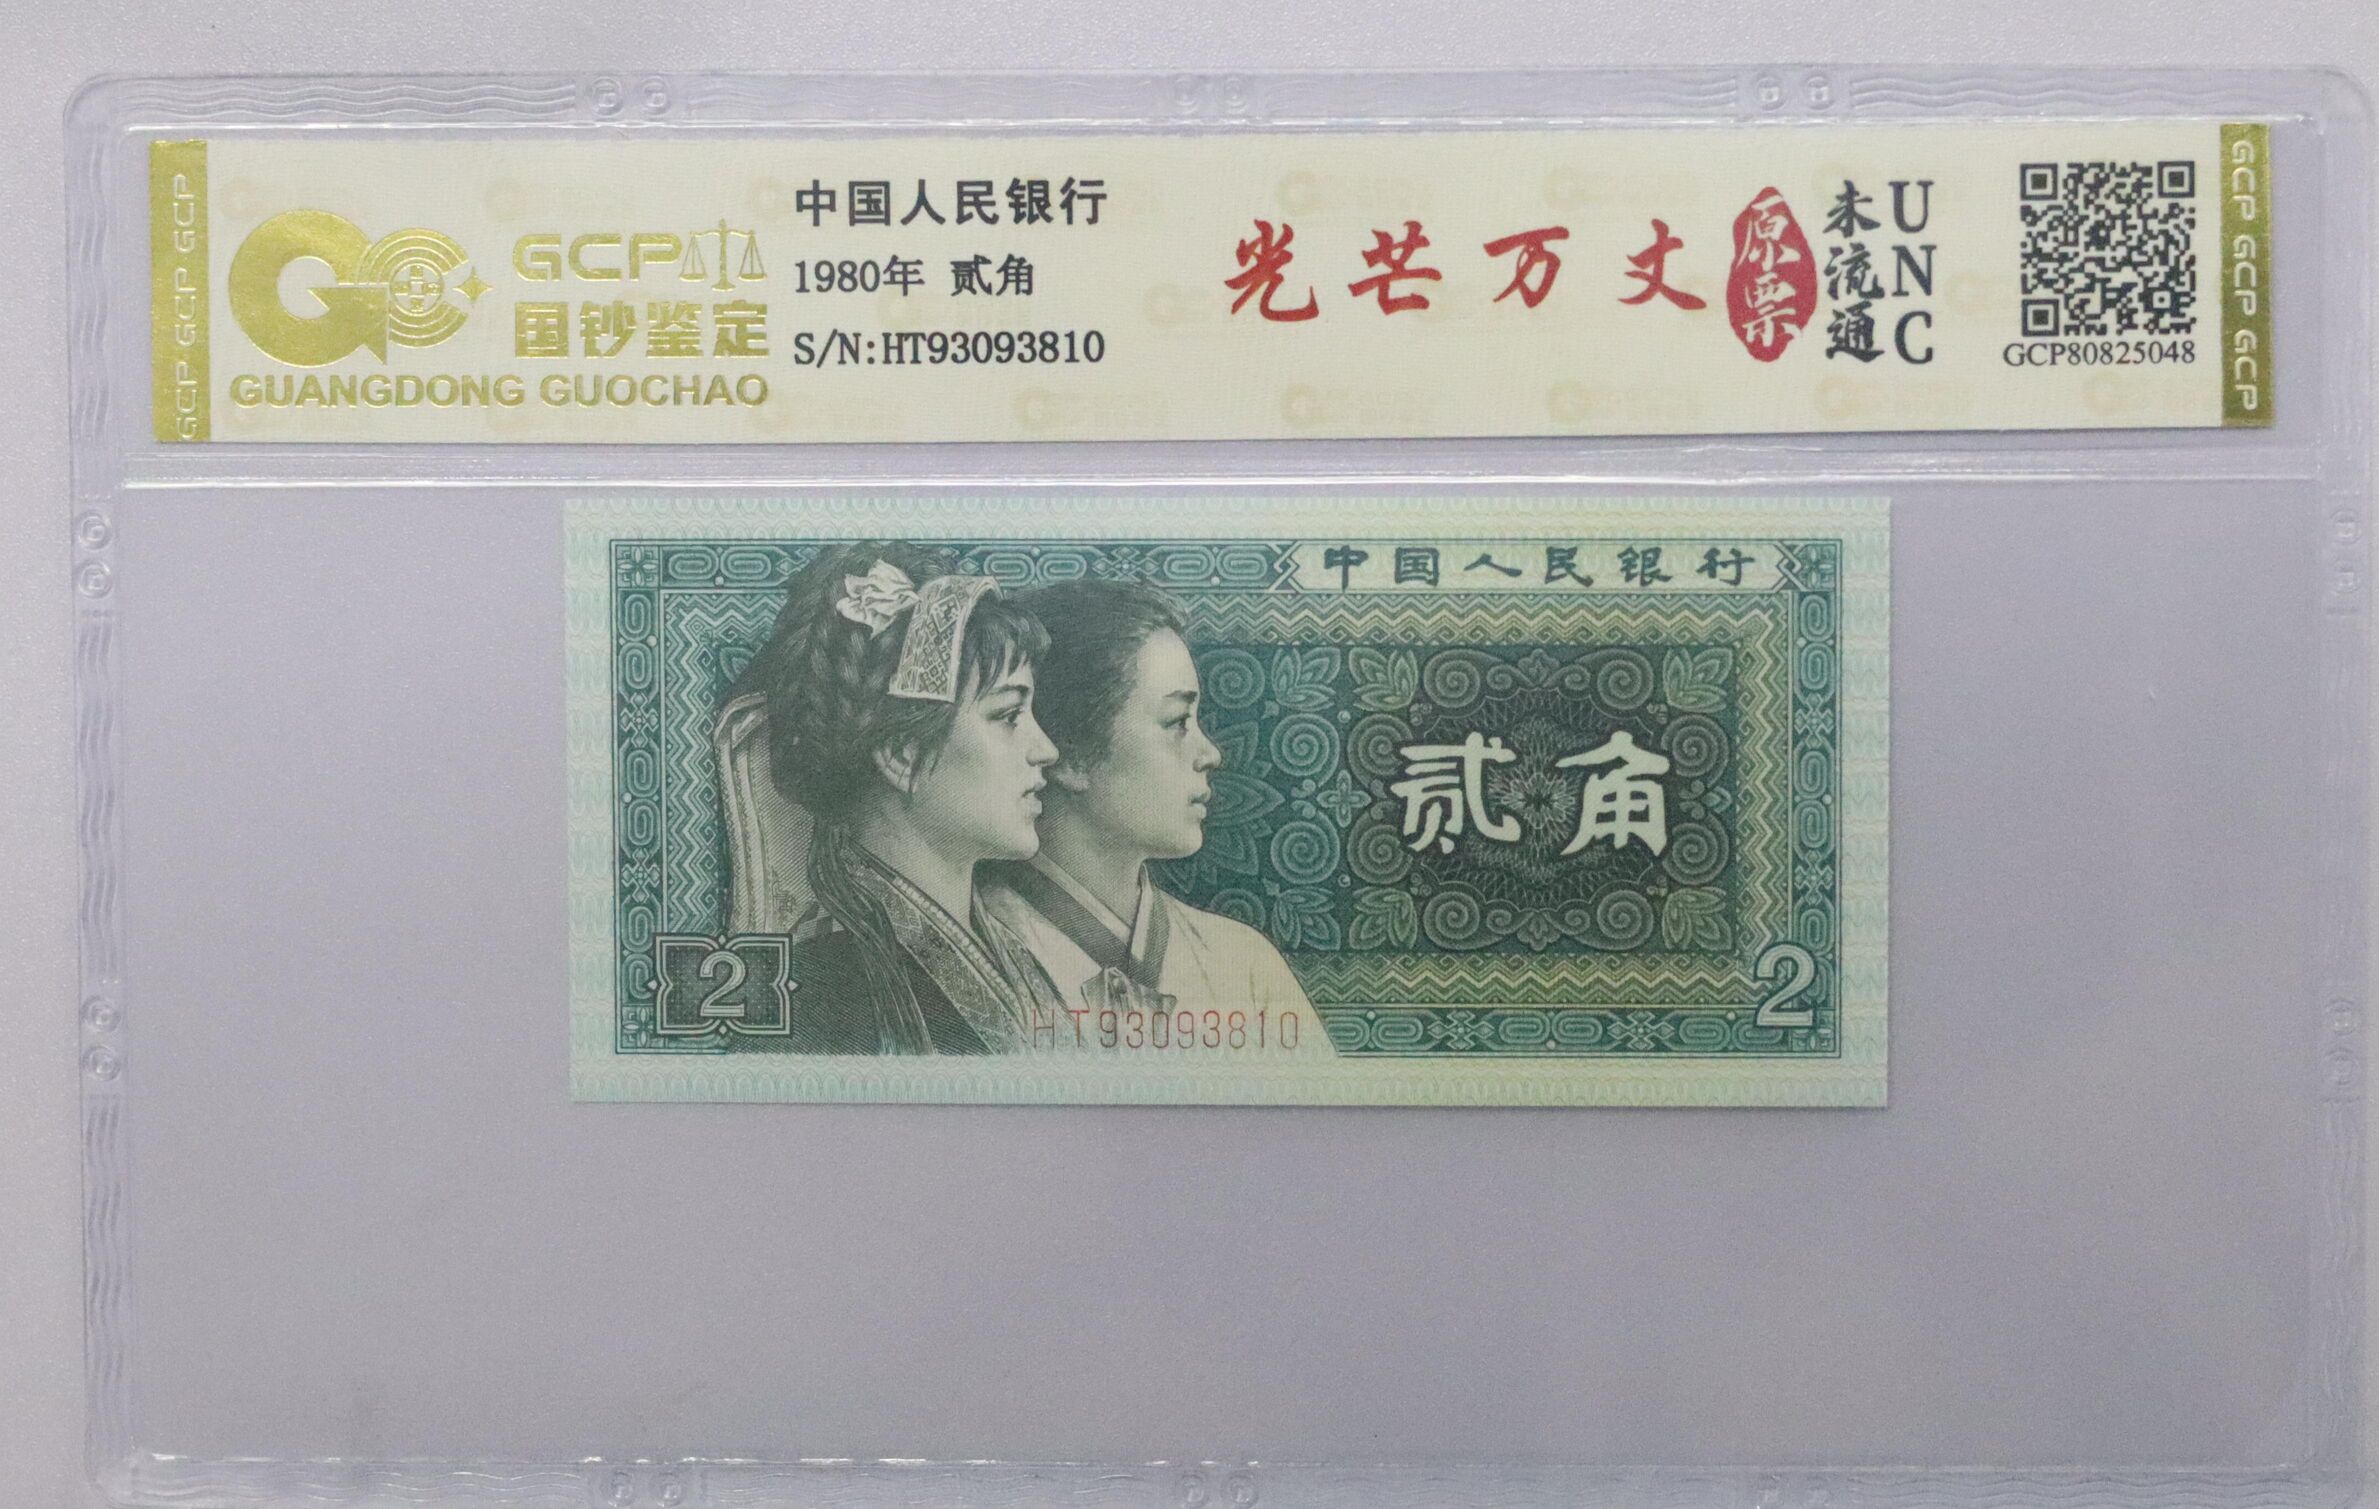 GCP GCP GCP
GCP
国钞鉴定
GUANGDONG GUOCHAO
中国人民银行
1980年 贰角
S/N:HT93093810
光芒万丈
原票
未流通
UNC
GCP80825048
GCP GCP GCP
中国人民银行
贰角
2
HT93093810
2